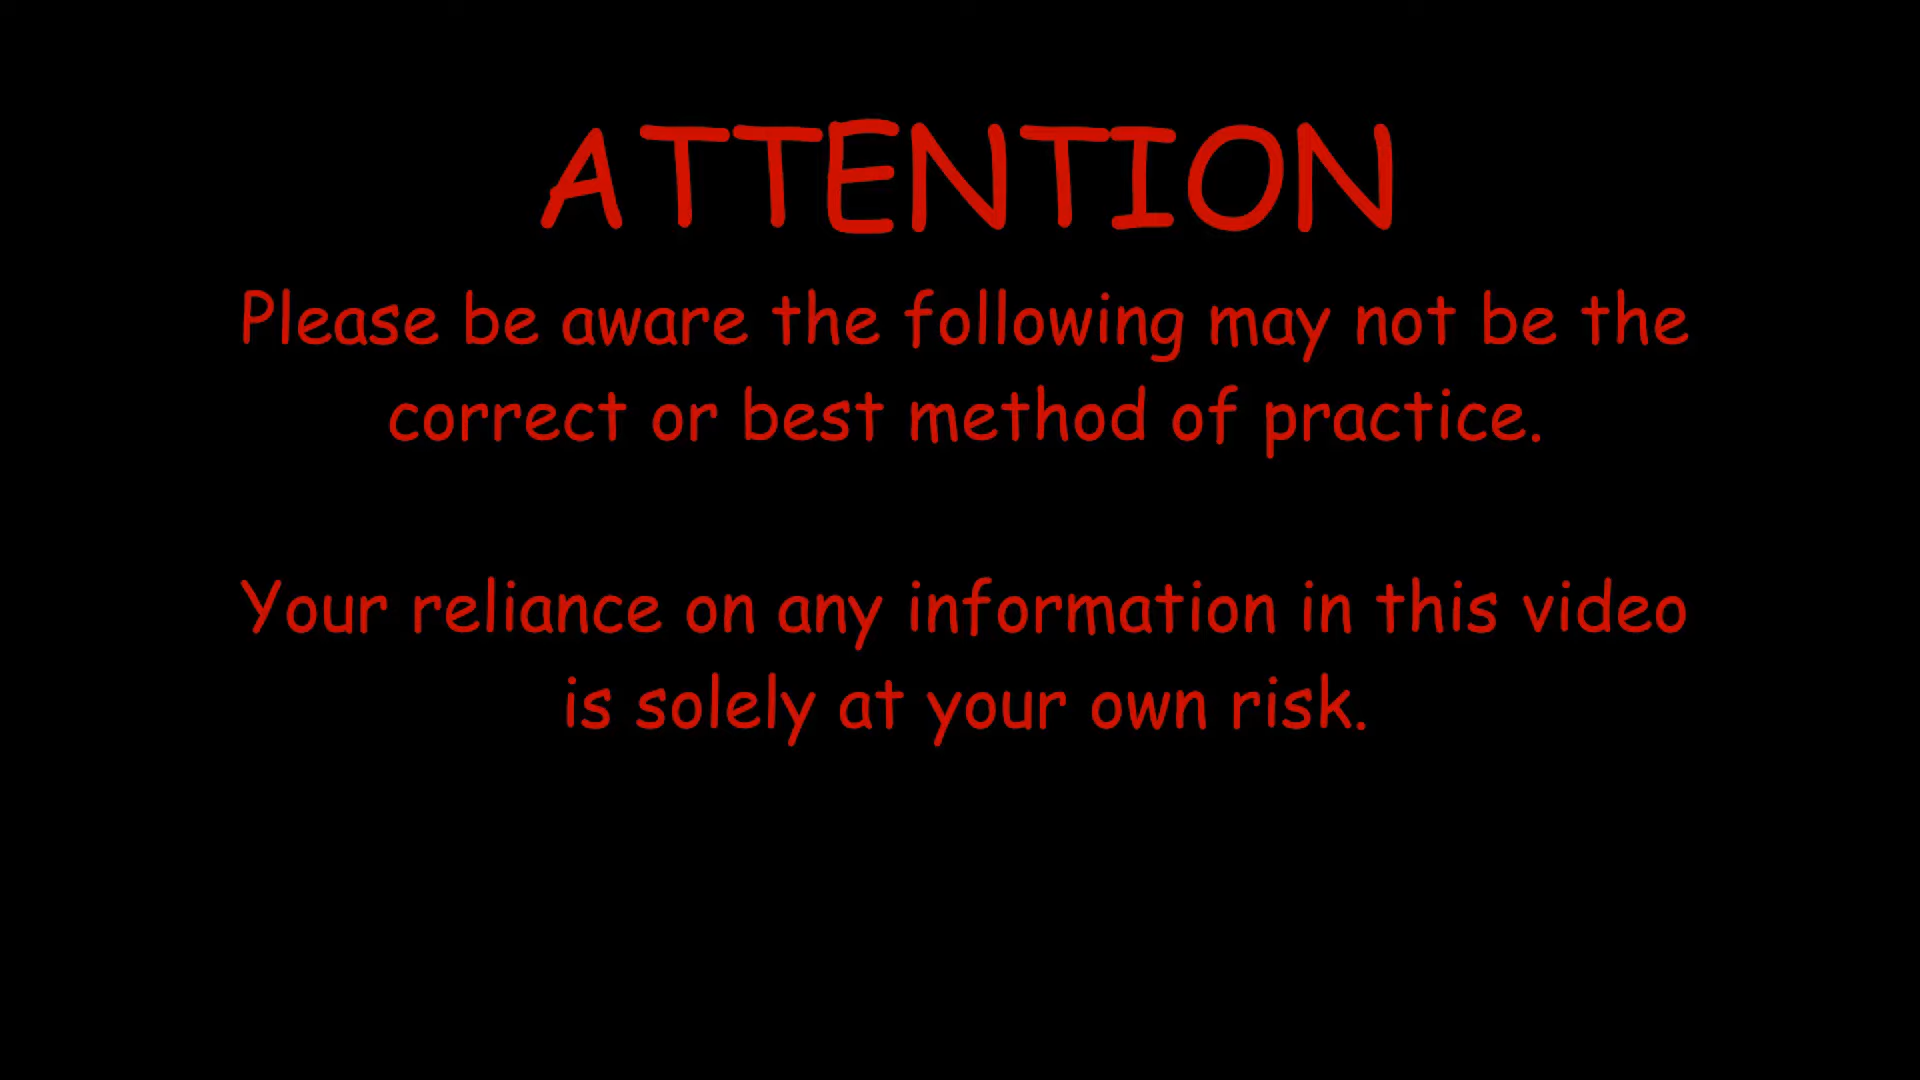 ATTENTION
Please be aware the following may not be the
correct or best method of practice.
Your reliance on any information in this video
is solely at your own risk.